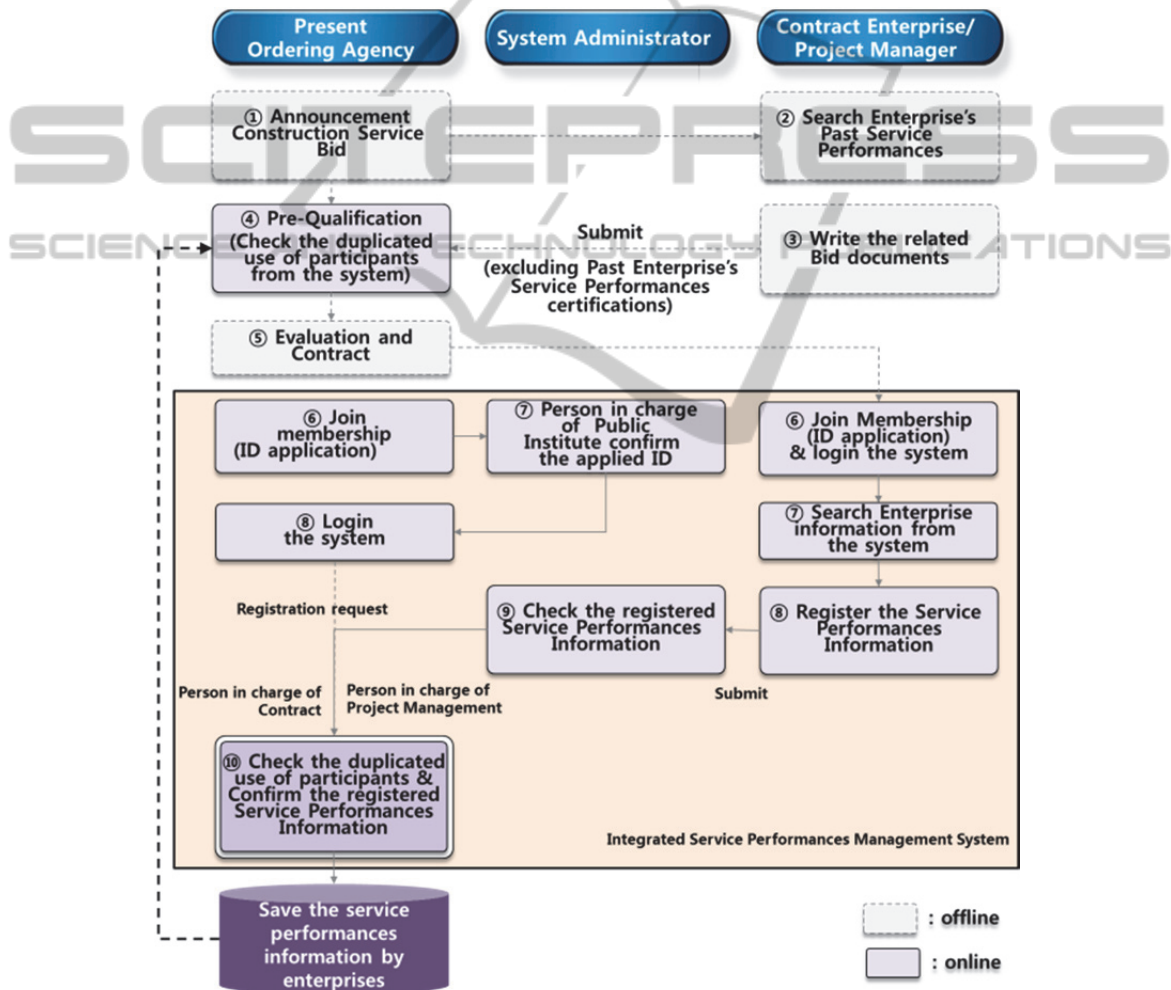 Present
Ordering Agency
System Administrator
Contract Enterprise/
Project Manager
SCITEPRESS
SCIENCE AND TECHNOLOGY PUBLICATIONS
① Announcement
Construction Service
Bid
② Search Enterprise's
Past Service
Performances
④ Pre-Qualification
(Check the duplicated
use of participants
from the system)
Submit
(excluding Past Enterprise's
Service Performances
certifications)
③ Write the related
Bid documents
⑤ Evaluation and
Contract
⑥ Join
membership
(ID application)
⑦ Person in charge
of Public
Institute confirm
the applied ID
⑥ Join Membership
(ID application)
& login the system
⑧ Login
the system
⑦ Search Enterprise
information from
the system
Registration request
⑨ Check the registered
Service Performances
Information
⑧ Register the Service
Performances
Information
Person in charge of
Contract
Person in charge of
Project Management
Submit
⑩ Check the duplicated
use of participants &
Confirm the registered
Service Performances
Information
Integrated Service Performances Management System
Save the service
performances
information by
enterprises
: offline
: online